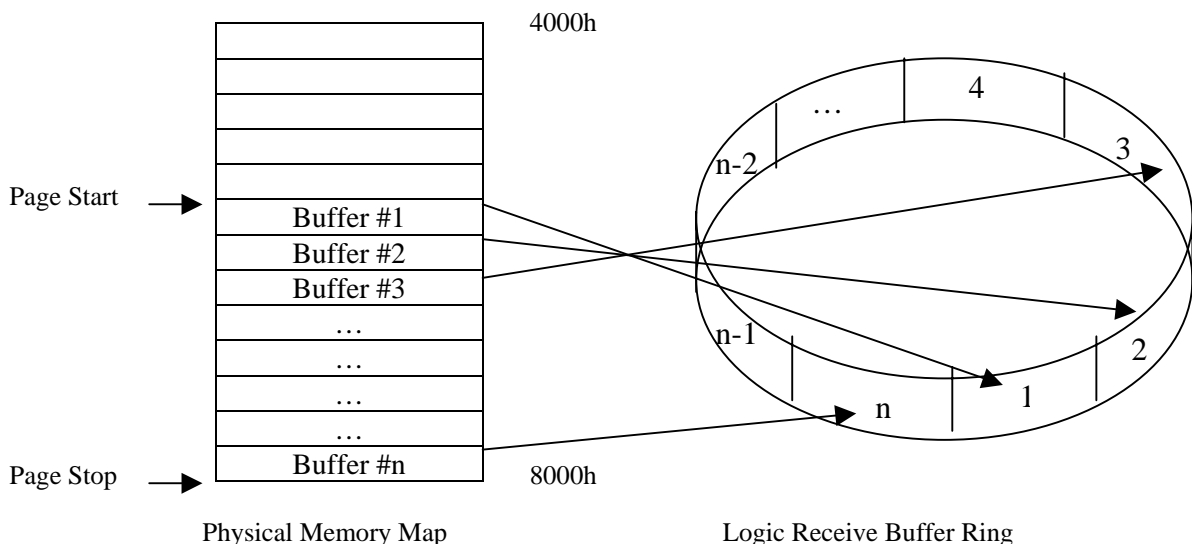 4000h
4
…
3
n-2
Page Start
Buffer #1
Buffer #2
Buffer #3
…
…
…
…
n-1
2
1
n
Buffer #n
Page Stop
8000h
Physical Memory Map
Logic Receive Buffer Ring